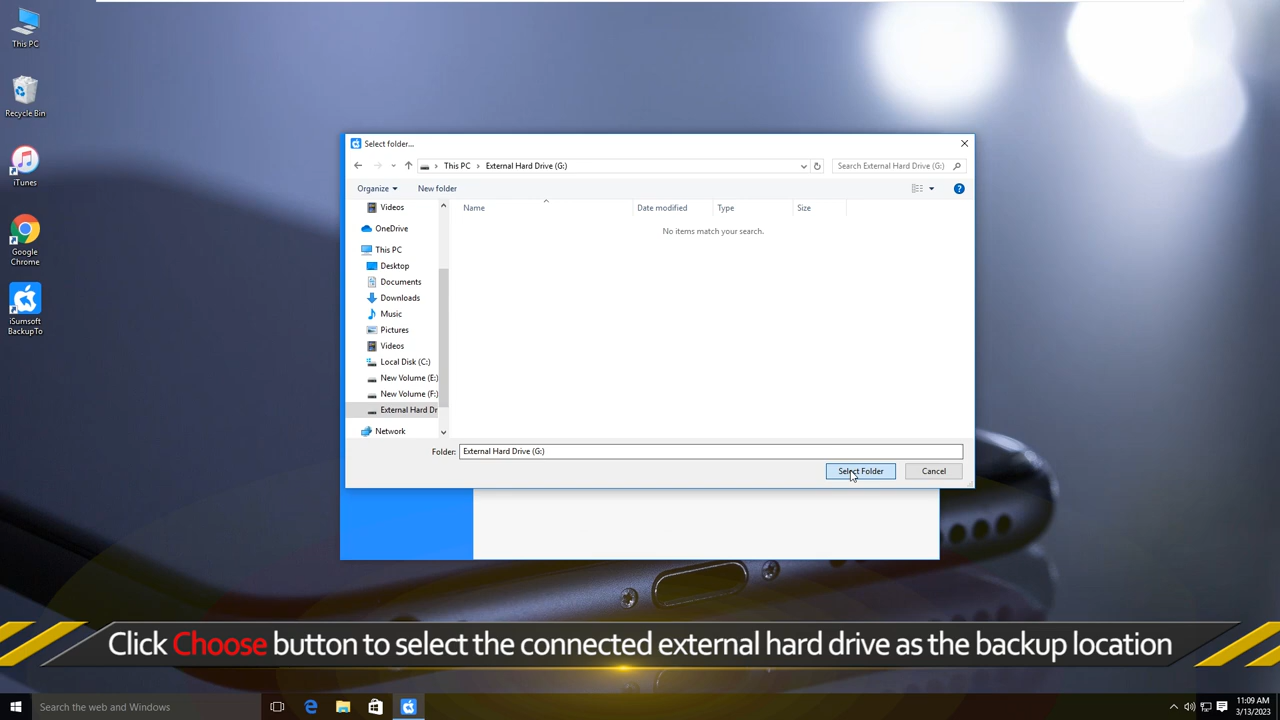 This PC
Recycle Bin
iTunes
Google
Chrome
iSumsoft
BackupTo
Select folder...
This PC > External Hard Drive (G:)
Search External Hard Drive (G:)
Organize
New folder
Videos
OneDrive
This PC
Desktop
Documents
Downloads
Music
Pictures
Videos
Local Disk (C:)
New Volume (E:)
New Volume (F:)
External Hard Dr
Network
Name Date modified Type Size
No items match your search.
Folder: External Hard Drive (G:)
Select Folder Cancel
Click Choose button to select the connected external hard drive as the backup location
Search the web and Windows
11:09 AM
3/13/2023